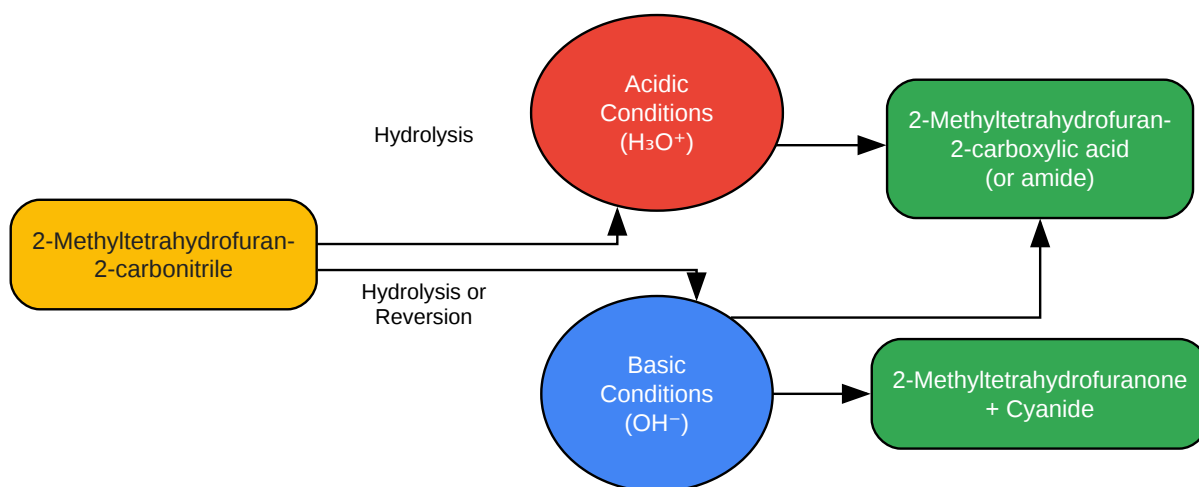 Acidic
Conditions
(H₃O⁺)
Hydrolysis
2-Methyltetrahydrofuran-
2-carboxylic acid
(or amide)
2-Methyltetrahydrofuran-
2-carbonitrile
Hydrolysis or
Reversion
Basic
Conditions
(OH⁻)
2-Methyltetrahydrofuranone
+ Cyanide